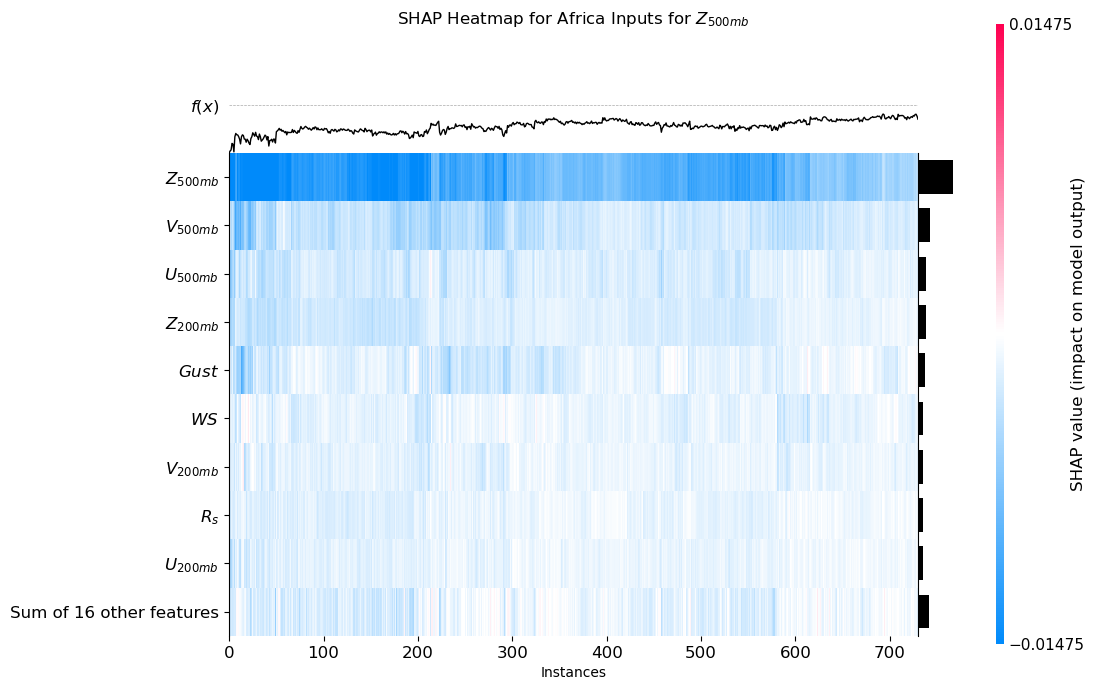 SHAP Heatmap for Africa Inputs for Z500mb
0.01475
f(x)
Z500mb
V500mb
U500mb
Z200mb
Gust
WS
V200mb
Rs
U200mb
Sum of 16 other features
0 100 200 300 400 500 600 700
Instances
−0.01475
SHAP value (impact on model output)